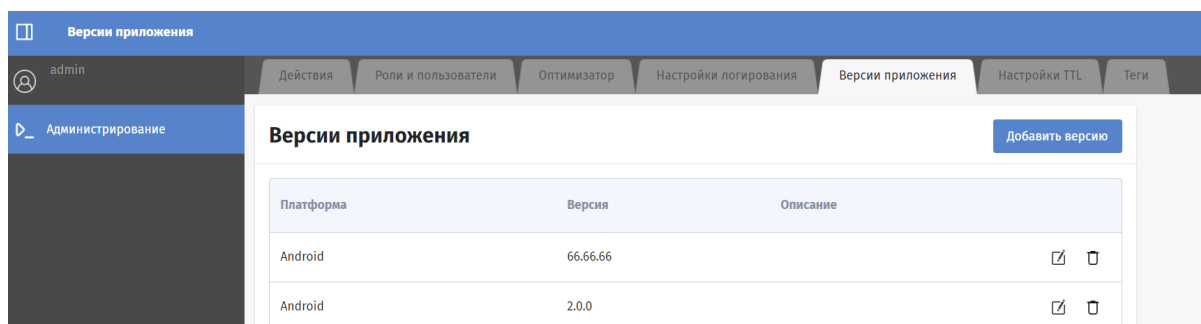 Версии приложения
admin
Администрирование
Действия Роли и пользователи Оптимизатор Настройки логирования Версии приложения Настройки TTL Теги
Версии приложения Добавить версию
Платформа Версия Описание
Android 66.66.66
Android 2.0.0